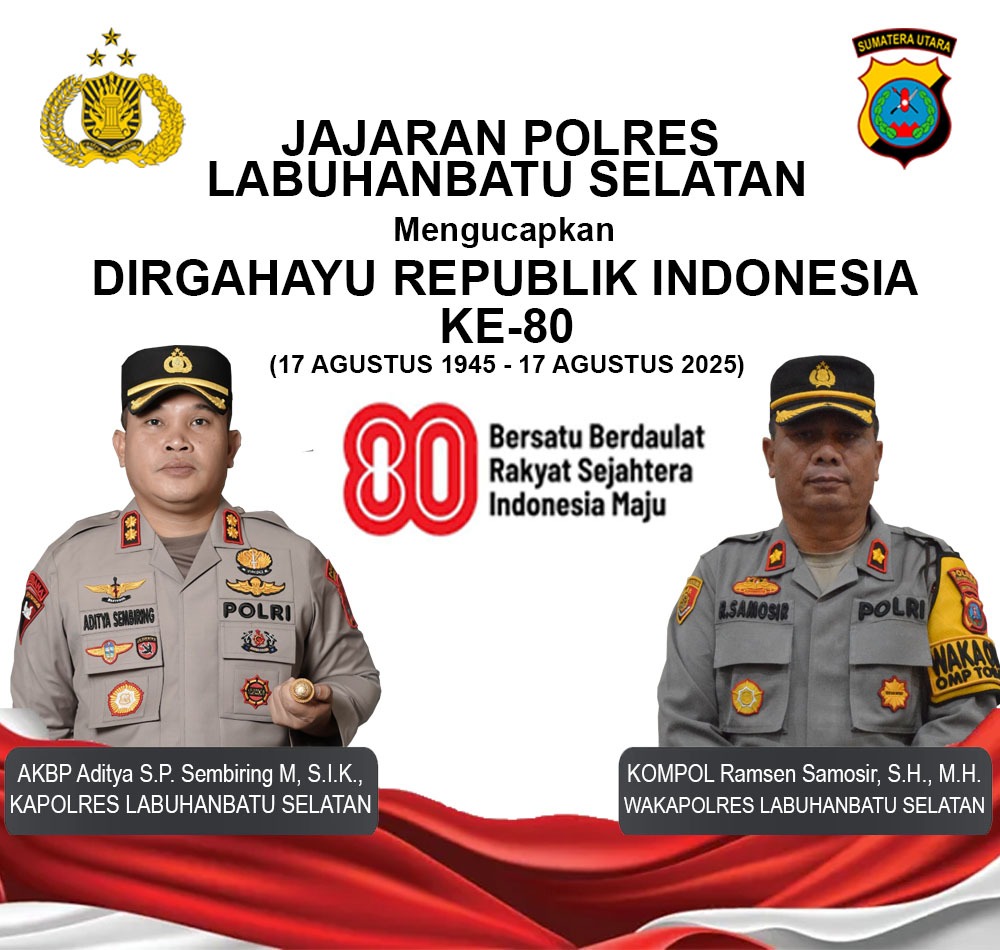 SUMATERA UTARA
JAJARAN POLRES
LABUHANBATU SELATAN
Mengucapkan
DIRGAHAYU REPUBLIK INDONESIA
KE-80
(17 AGUSTUS 1945 - 17 AGUSTUS 2025)
80
Bersatu Berdaulat
Rakyat Sejahtera
Indonesia Maju
ADITYA SEMBIRING
POLRI
R.SAMOSIR
POLRI
AKBP Aditya S.P. Sembiring M, S.I.K.,
KAPOLRES LABUHANBATU SELATAN
KOMPOL Ramsen Samosir, S.H., M.H.
WAKAPOLRES LABUHANBATU SELATAN